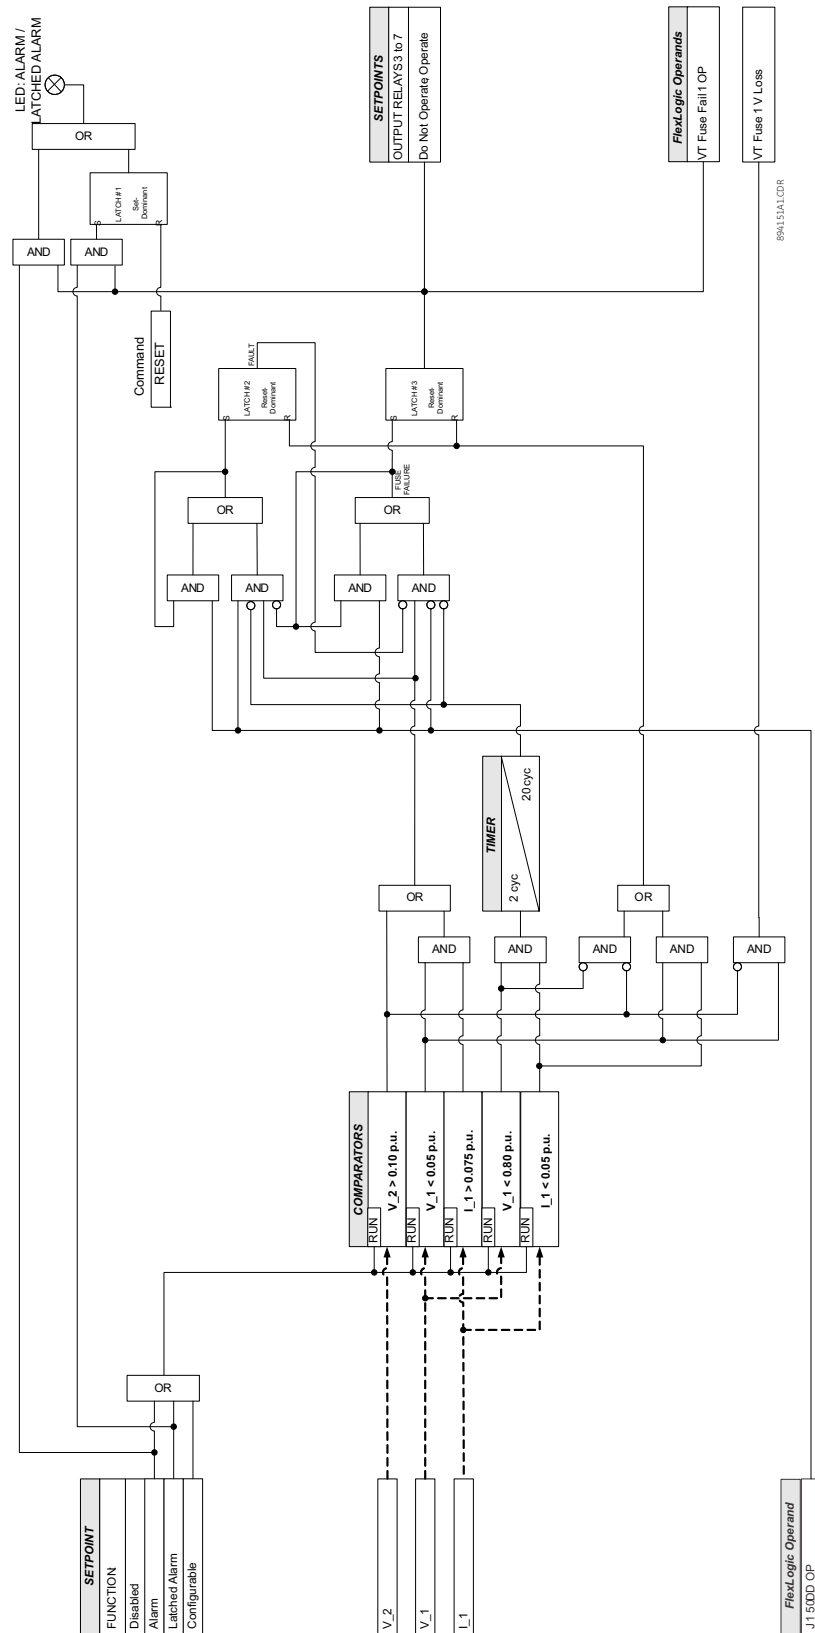 LED: ALARM /
LATCHED ALARM
OR
LATCH #1
Set-
Dominant
S
R
AND
AND
Command
RESET
SETPOINTS
OUTPUT RELAYS 3 to 7
Do Not Operate, Operate
FlexLogic Operands
VT Fuse Fail 1 OP
VT Fuse 1 V Loss
894151A1.CDR
LATCH #2
Reset-
Dominant
S
R
FAULT
LATCH #3
Reset-
Dominant
S
R
FUSE
FAILURE
OR
OR
AND
AND
AND
AND
TIMER
2 cyc
20 cyc
OR
OR
AND
AND
AND
AND
AND
COMPARATORS
RUN
V_2 > 0.10 p.u.
RUN
V_1 < 0.05 p.u.
RUN
I_1 > 0.075 p.u.
RUN
V_1 < 0.80 p.u.
RUN
I_1 < 0.05 p.u.
OR
SETPOINT
FUNCTION
Disabled
Alarm
Latched Alarm
Configurable
V_2
V_1
I_1
FlexLogic Operand
J1 50DD OP